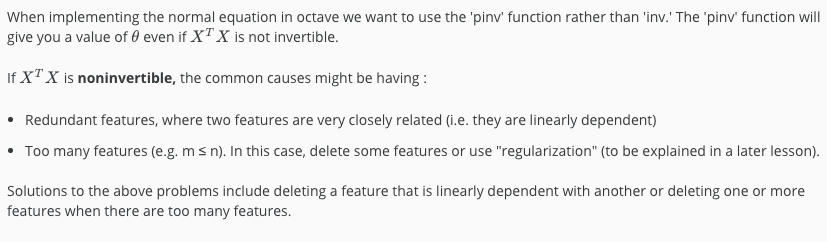 When implementing the normal equation in octave we want to use the 'pinv' function rather than 'inv.' The 'pinv' function will
give you a value of θ even if XᵀX is not invertible.
If XᵀX is noninvertible, the common causes might be having :
• Redundant features, where two features are very closely related (i.e. they are linearly dependent)
• Too many features (e.g. m ≤ n). In this case, delete some features or use "regularization" (to be explained in a later lesson).
Solutions to the above problems include deleting a feature that is linearly dependent with another or deleting one or more
features when there are too many features.